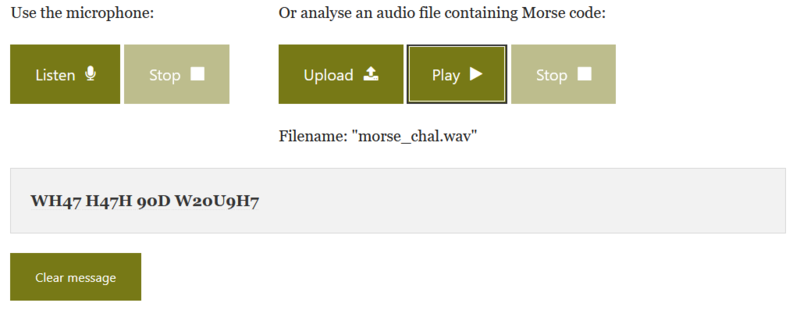 Use the microphone: Or analyse an audio file containing Morse code:
Listen Stop Upload Play Stop
Filename: "morse_chal.wav"
WH47 H47H 90D W20U9H7
Clear message